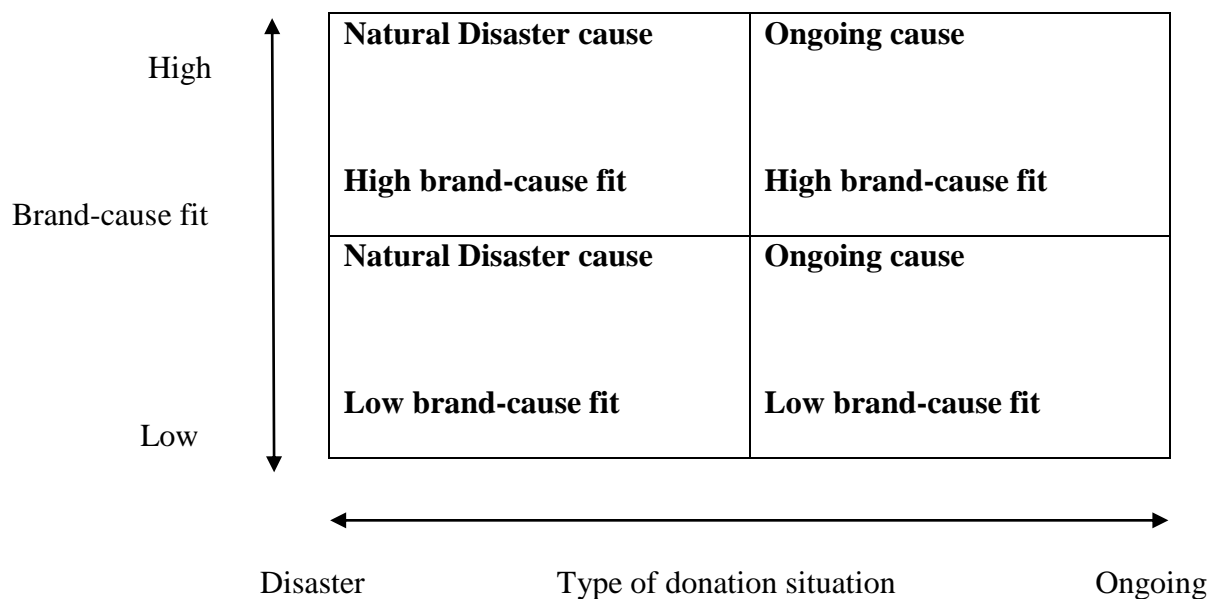 Natural Disaster cause
Ongoing cause
High
High brand-cause fit
High brand-cause fit
Brand-cause fit
Natural Disaster cause
Ongoing cause
Low brand-cause fit
Low brand-cause fit
Low
Disaster
Type of donation situation
Ongoing